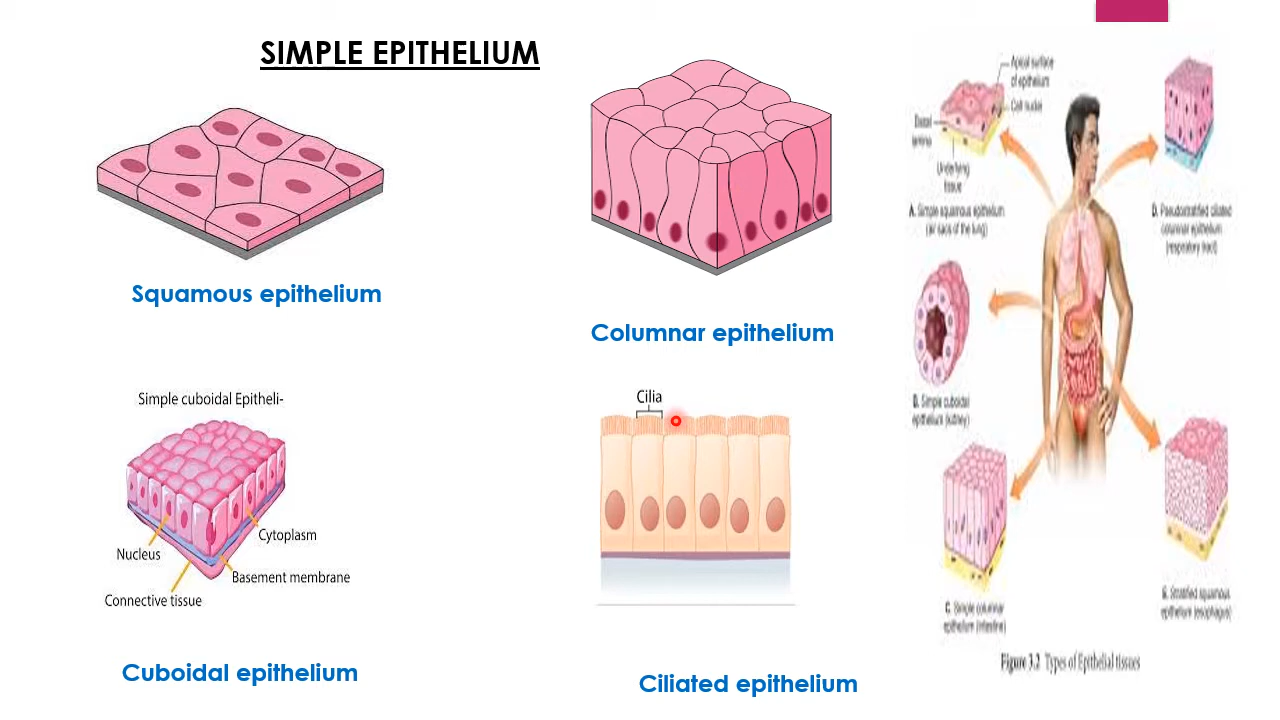 SIMPLE EPITHELIUM
Squamous epithelium
Columnar epithelium
Simple cuboidal Epitheli-
Nucleus
Cytoplasm
Basement membrane
Connective tissue
Cuboidal epithelium
Cilia
Ciliated epithelium
Apical surface
of epithelium
Cell nuclei
Basal
lamina
Underlying
tissue
A. Simple squamous epithelium
(air sacs of the lung)
D. Pseudostratified ciliated
columnar epithelium
(respiratory tract)
Simple cuboidal
epithelium (kidney)
C. Simple columnar
epithelium (intestine)
E. Stratified squamous
epithelium (esophagus)
Figure 3.2 Types of Epithelial tissues